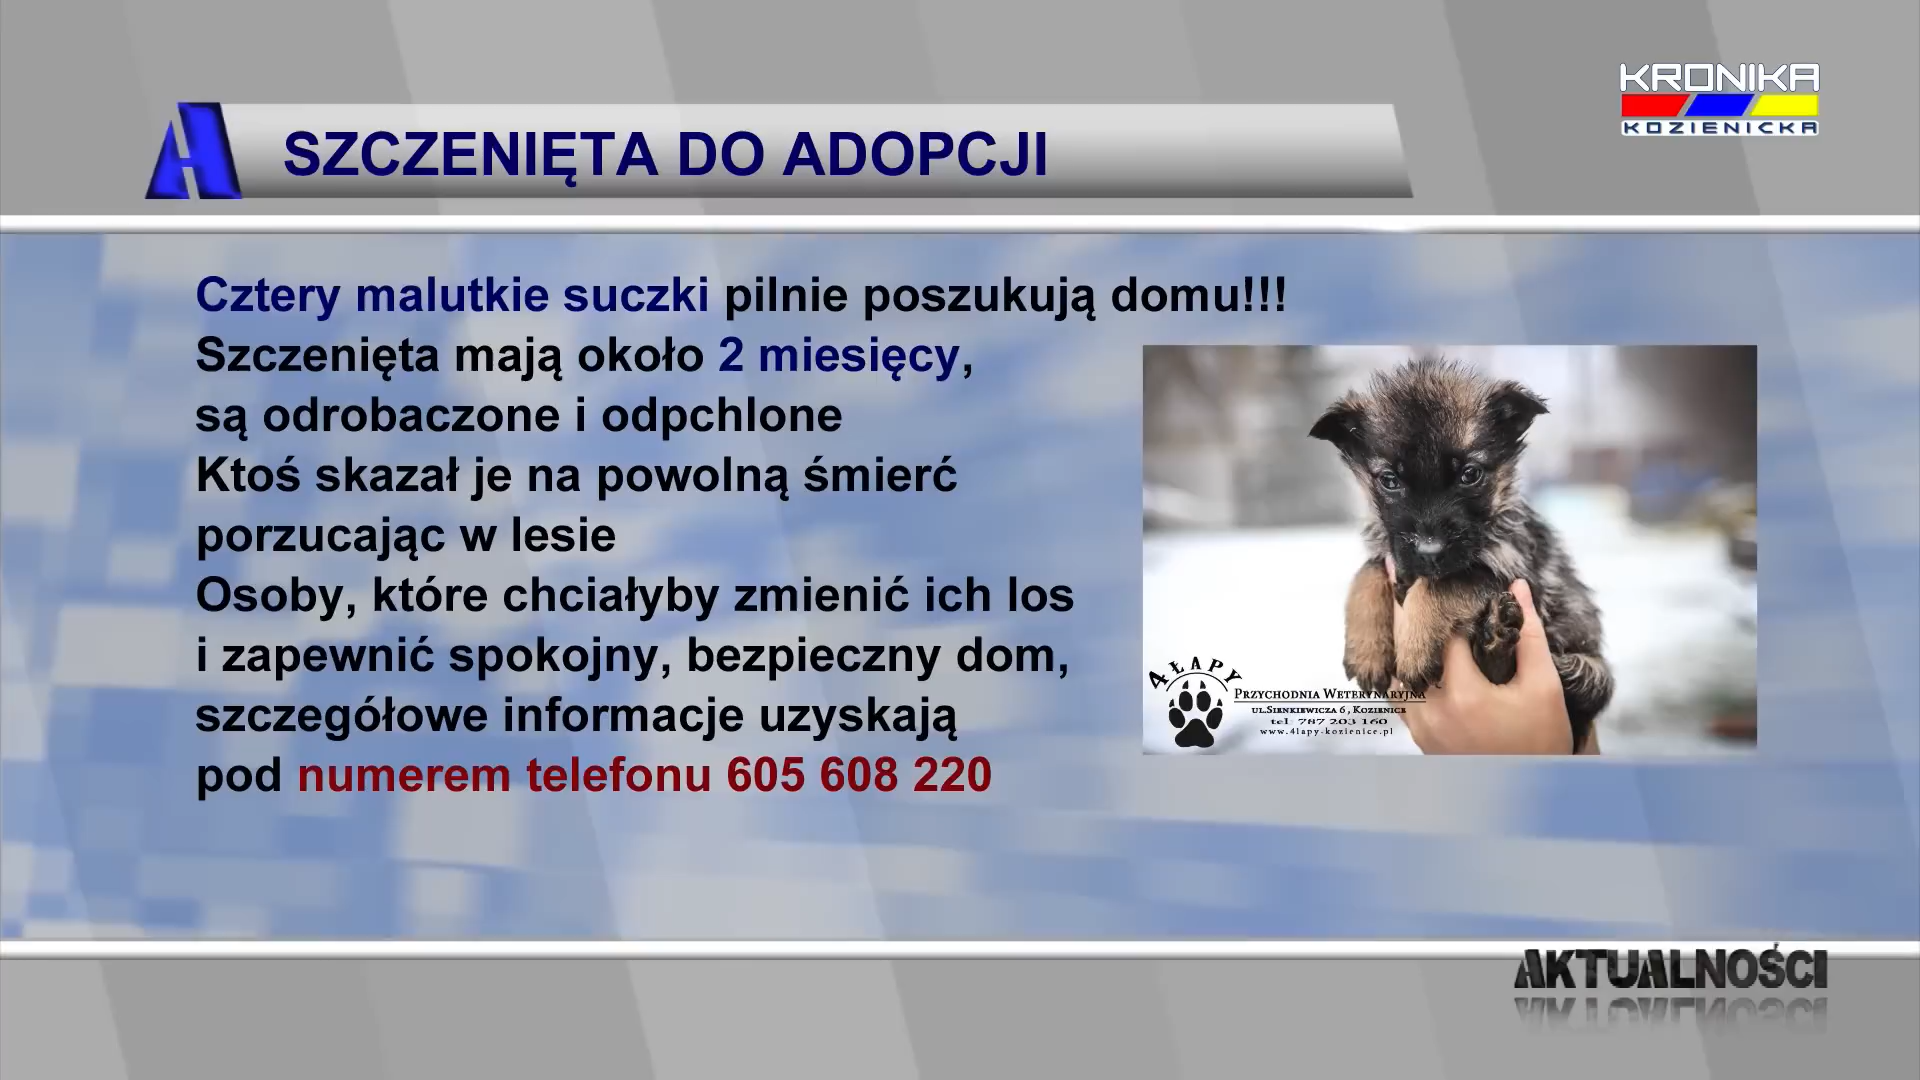 KRONIKA
KOZIENICKA
A SZCZENIĘTA DO ADOPCJI
Cztery malutkie suczki pilnie poszukują domu!!!
Szczenięta mają około 2 miesięcy,
są odrobaczone i odpchlone
Ktoś skazał je na powolną śmierć
porzucając w lesie
Osoby, które chciałyby zmienić ich los
i zapewnić spokojny, bezpieczny dom,
szczegółowe informacje uzyskają
pod numerem telefonu 605 608 220
4 ŁAPY
Przychodnia Weterynaryjna
ul.Sienkiewicza 6, Kozienice
tel: 787 203 160
www.4lapy-kozienice.pl
AKTUALNOŚCI